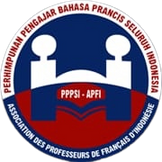 PERHIMPUNAN PENGAJAR BAHASA PRANCIS SELURUH INDONESIA
PPPSI - APFI
ASSOCIATION DES PROFESSEURS DE FRANÇAIS D'INDONÉSIE